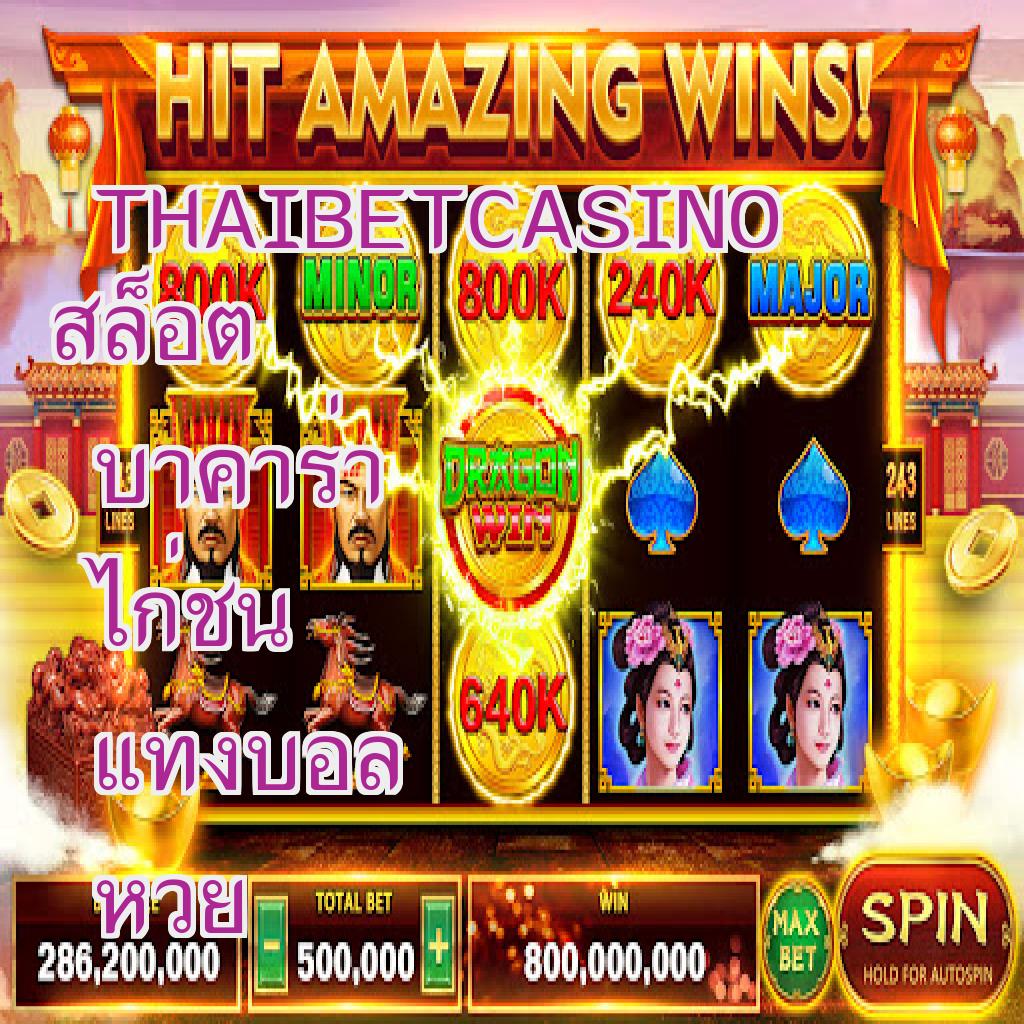 HIT AMAZING WINS!
THAIBETCASINO
800K MINOR 800K 240K MAJOR
สล็อต
บาคาร่า
DRAGON
WIN
243
LINES
LINES
ไก่ชน
640K
แทงบอล
หวย
TOTAL BET
WIN
286,200,000
- 500,000 +
800,000,000
MAX
BET
SPIN
HOLD FOR AUTOSPIN